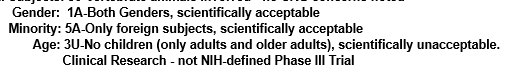 Gender: 1A-Both Genders, scientifically acceptable
Minority: 5A-Only foreign subjects, scientifically acceptable
Age: 3U-No children (only adults and older adults), scientifically unacceptable.
Clinical Research - not NIH-defined Phase III Trial